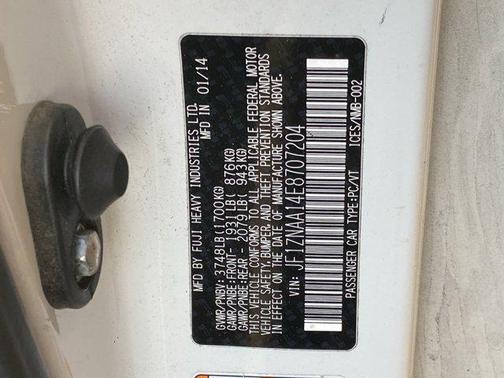 MFD BY FUJI HEAVY INDUSTRIES LTD.
MFD IN 01/14
GVWR/PNBV: 3748LB(1700KG)
GAWR/PNBE:FRONT- 1931LB( 876KG)
GAWR/PNBE:REAR - 2079LB( 943KG)
THIS VEHICLE CONFORMS TO ALL APPLICABLE FEDERAL MOTOR
VEHICLE SAFETY,BUMPER,AND THEFT PREVENTION STANDARDS
IN EFFECT ON THE DATE OF MANUFACTURE SHOWN ABOVE.
VIN: JF1ZNAA14E8707204
PASSENGER CAR TYPE:PC/VT
ICES/NMB-002